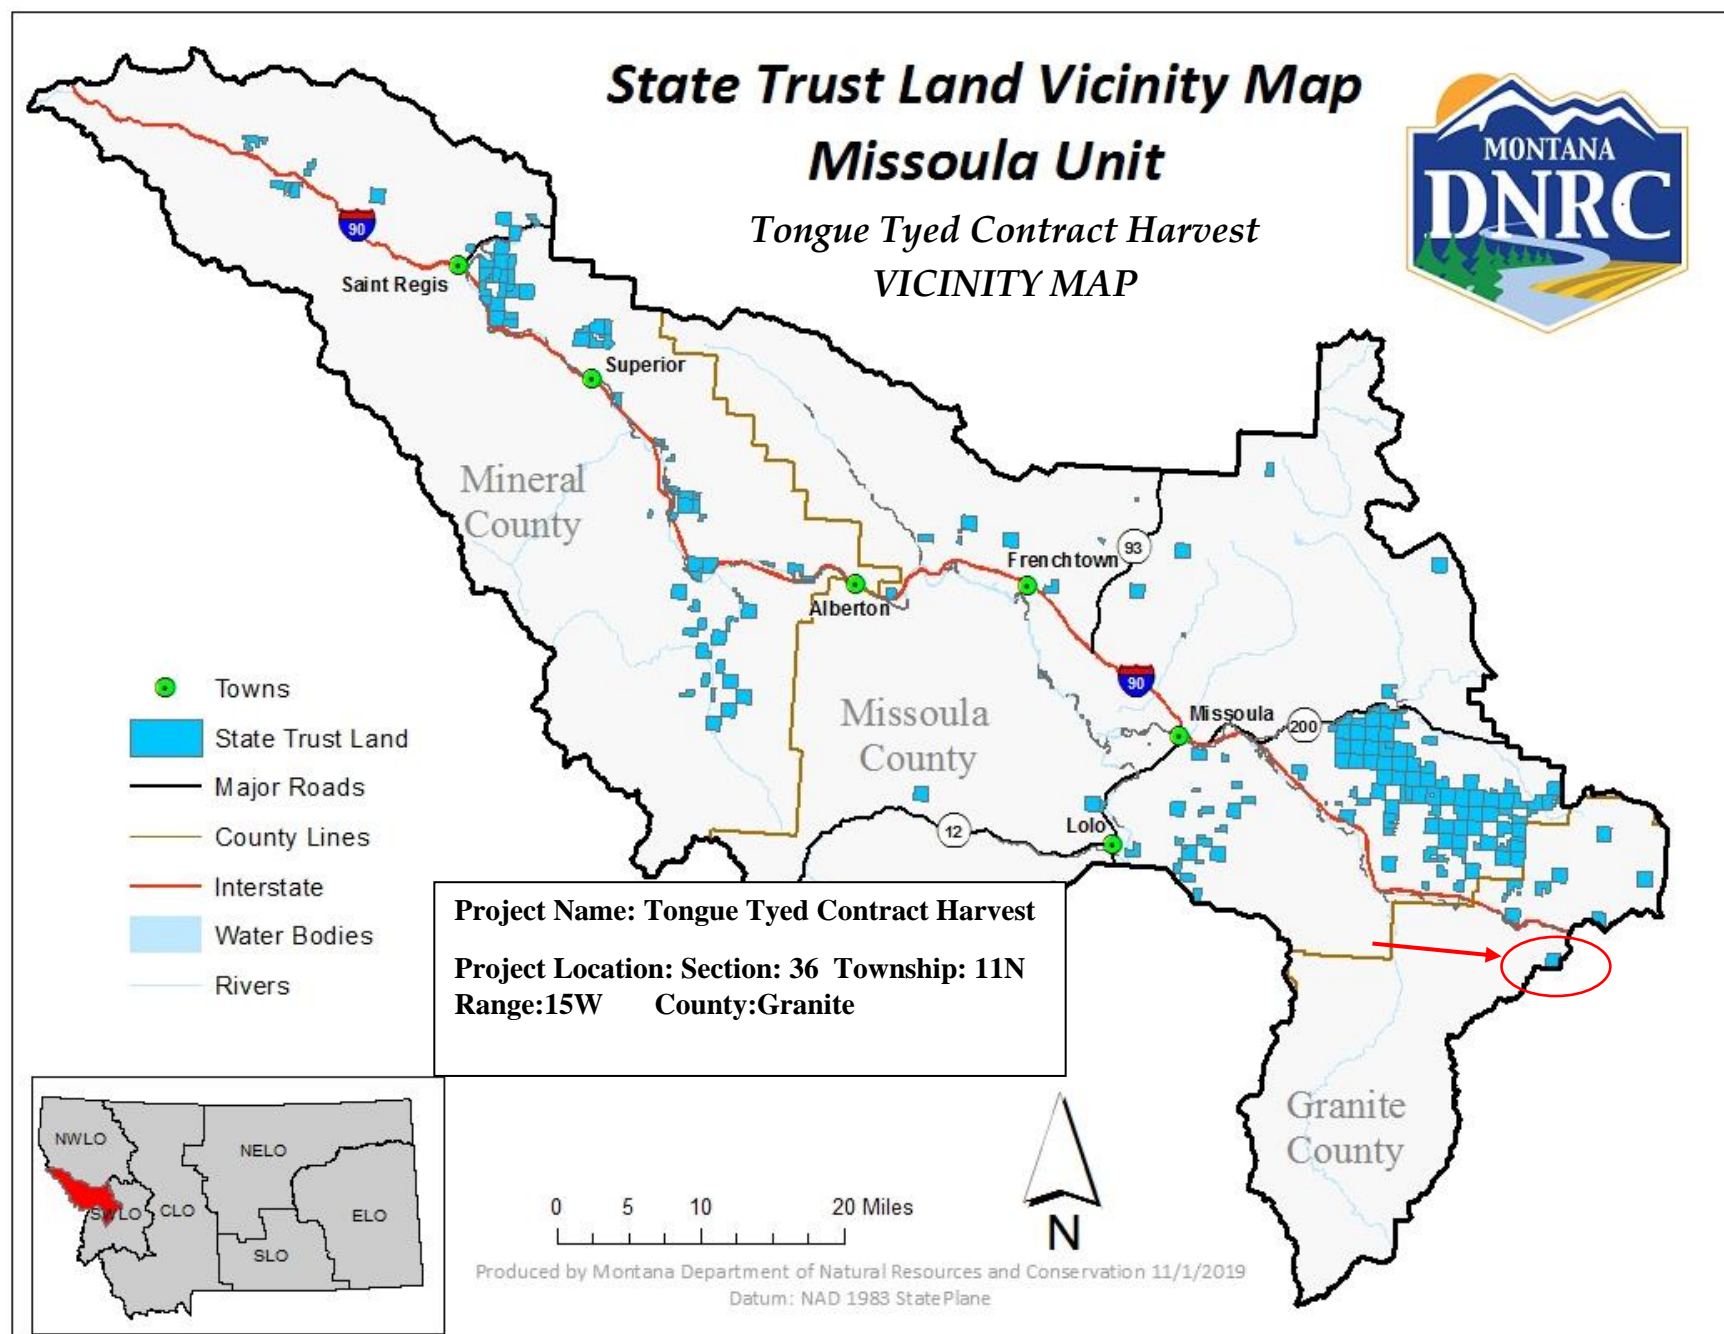 State Trust Land Vicinity Map
Missoula Unit
Tongue Tyed Contract Harvest
VICINITY MAP
MONTANA
DNRC
90
Saint Regis
Superior
Mineral
County
Alberton
Frenchtown
93
90
Missoula
200
Missoula
County
12
Lolo
Towns
State Trust Land
Major Roads
County Lines
Interstate
Water Bodies
Rivers
Project Name: Tongue Tyed Contract Harvest
Project Location: Section: 36 Township: 11N
Range:15W County:Granite
Granite
County
NWLO
SWLO
CLO
NELO
SLO
ELO
0 5 10 20 Miles
N
Produced by Montana Department of Natural Resources and Conservation 11/1/2019
Datum: NAD 1983 StatePlane